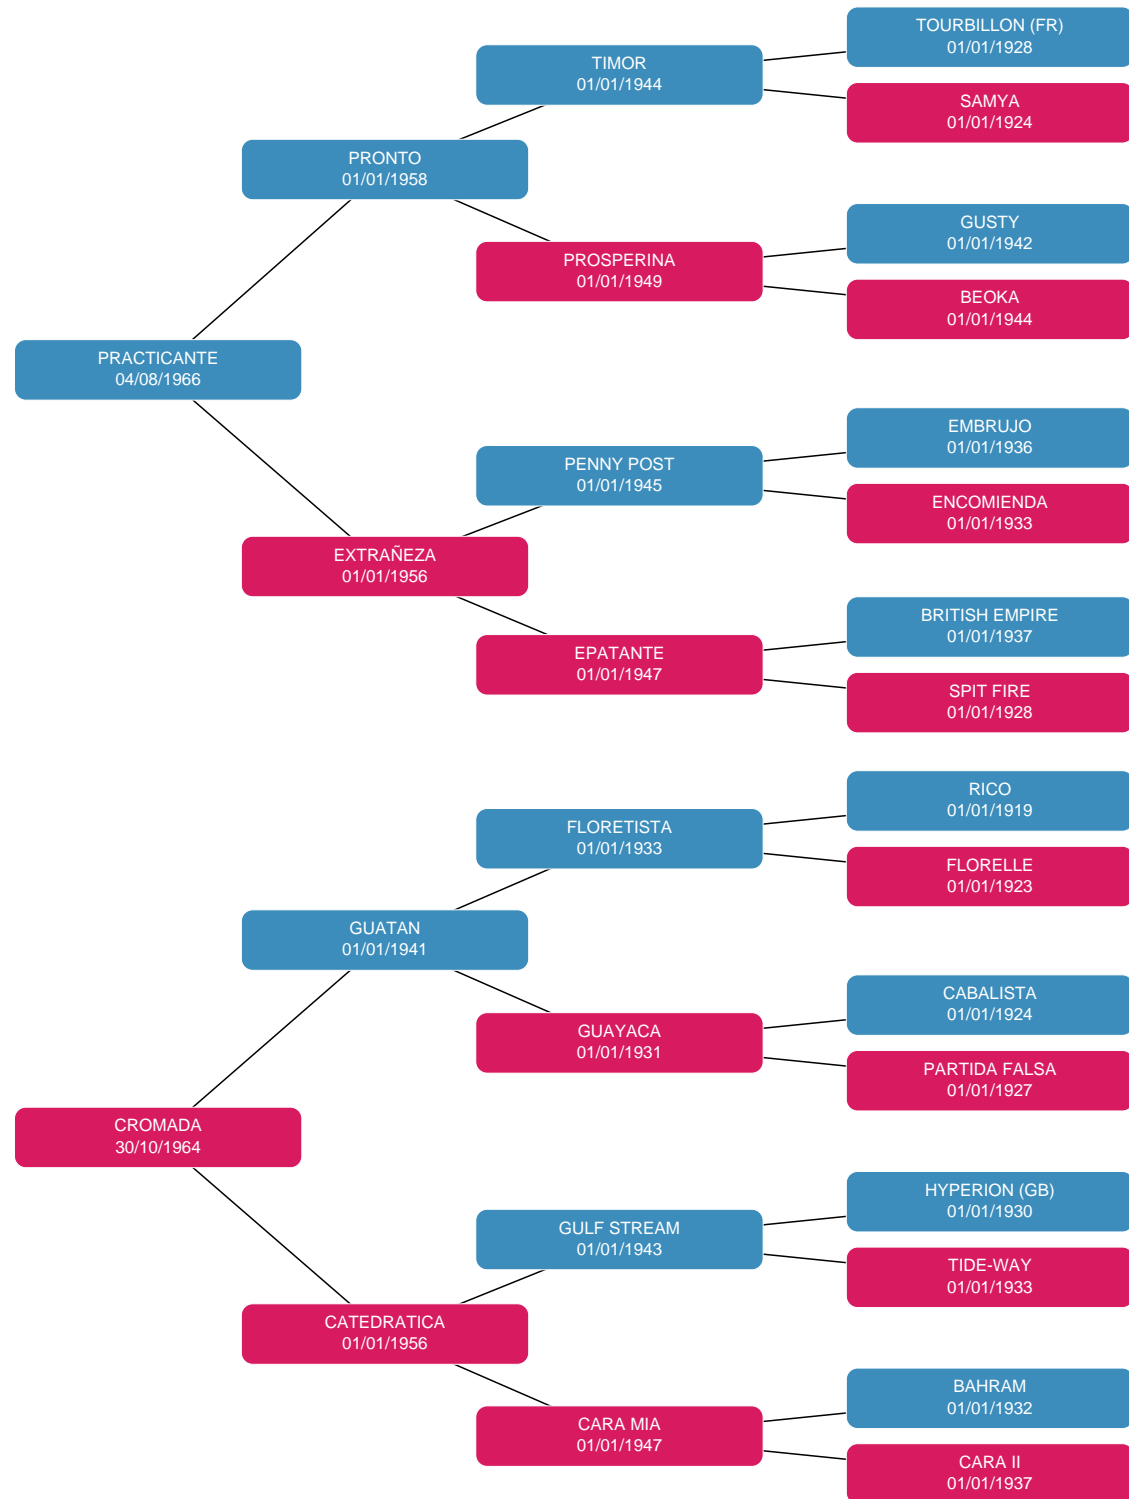 TOURBILLON (FR)
01/01/1928
TIMOR
01/01/1944
SAMYA
01/01/1924
PRONTO
01/01/1958
GUSTY
01/01/1942
PROSPERINA
01/01/1949
BEOKA
01/01/1944
PRACTICANTE
04/08/1966
EMBRUJO
01/01/1936
PENNY POST
01/01/1945
ENCOMIENDA
01/01/1933
EXTRAÑEZA
01/01/1956
BRITISH EMPIRE
01/01/1937
EPATANTE
01/01/1947
SPIT FIRE
01/01/1928
RICO
01/01/1919
FLORETISTA
01/01/1933
FLORELLE
01/01/1923
GUATAN
01/01/1941
CABALISTA
01/01/1924
GUAYACA
01/01/1931
PARTIDA FALSA
01/01/1927
CROMADA
30/10/1964
HYPERION (GB)
01/01/1930
GULF STREAM
01/01/1943
TIDE-WAY
01/01/1933
CATEDRATICA
01/01/1956
BAHRAM
01/01/1932
CARA MIA
01/01/1947
CARA II
01/01/1937